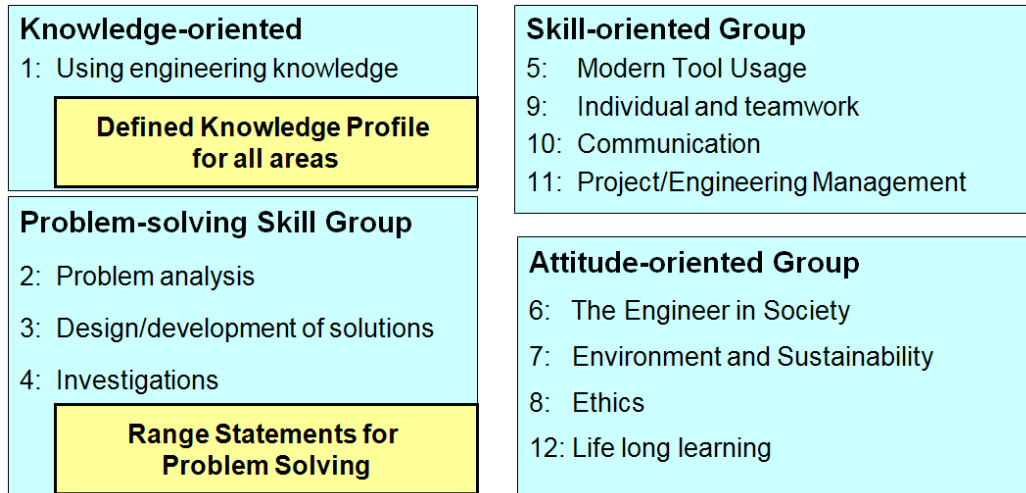 Knowledge-oriented
1: Using engineering knowledge
Defined Knowledge Profile
for all areas
Problem-solving Skill Group
2: Problem analysis
3: Design/development of solutions
4: Investigations
Range Statements for
Problem Solving
Skill-oriented Group
5: Modern Tool Usage
9: Individual and teamwork
10: Communication
11: Project/Engineering Management
Attitude-oriented Group
6: The Engineer in Society
7: Environment and Sustainability
8: Ethics
12: Life long learning